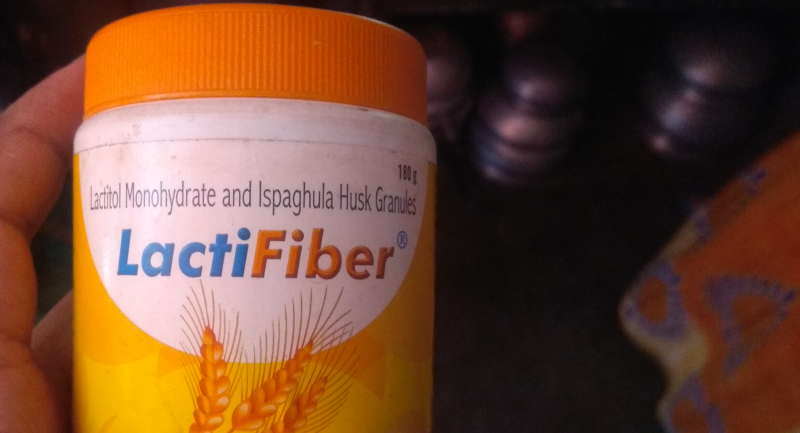 180 g
Lactitol Monohydrate and Ispaghula Husk Granules
LactiFiber®